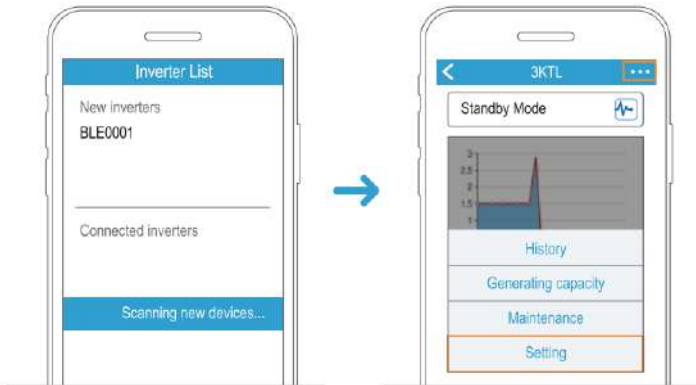 Inverter List
New inverters
BLE0001
Connected inverters
Scanning new devices...
3KTL
Standby Mode
3
2.5
2
1.5
1
History
Generating capacity
Maintenance
Setting